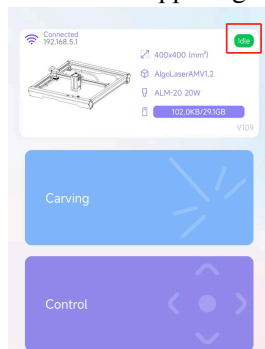 Connected
192.168.5.1
Idle
400x400 (mm²)
AlgoLaserAMV1.2
ALM-20 20W
102.0KB/29.1GB
V109
Carving
Control